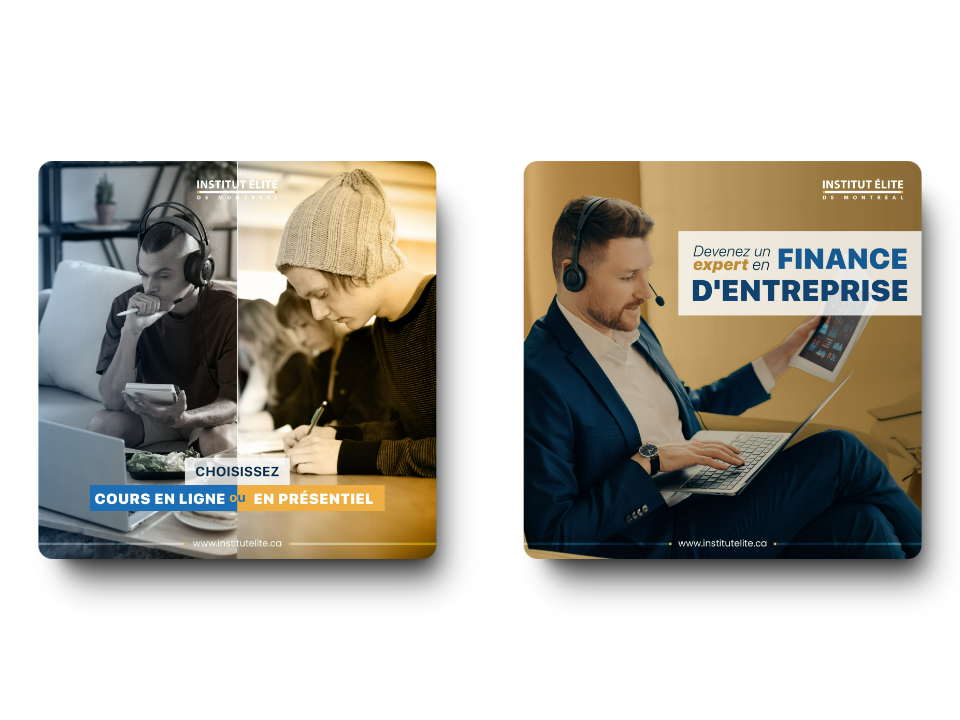 INSTITUT ÉLITE
DE MONTRÉAL
CHOISISSEZ
COURS EN LIGNE ou EN PRÉSENTIEL
www.institutelite.ca
INSTITUT ÉLITE
DE MONTRÉAL
Devenez un
expert en FINANCE
D'ENTREPRISE
www.institutelite.ca